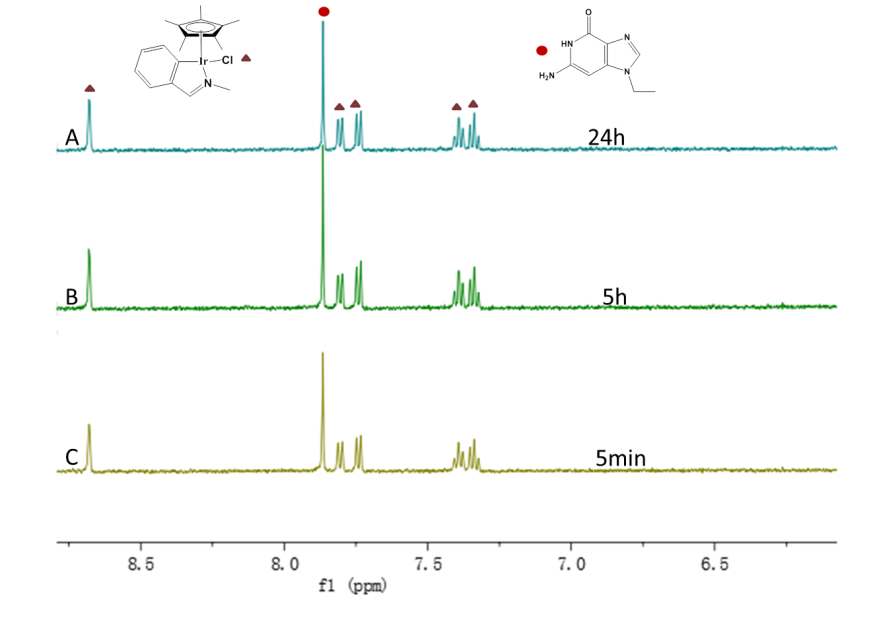 O
HN
N
H₂N
N
Ir
Cl
N
A
24h
B
5h
C
5min
8.5
8.0
7.5
7.0
6.5
f1 (ppm)